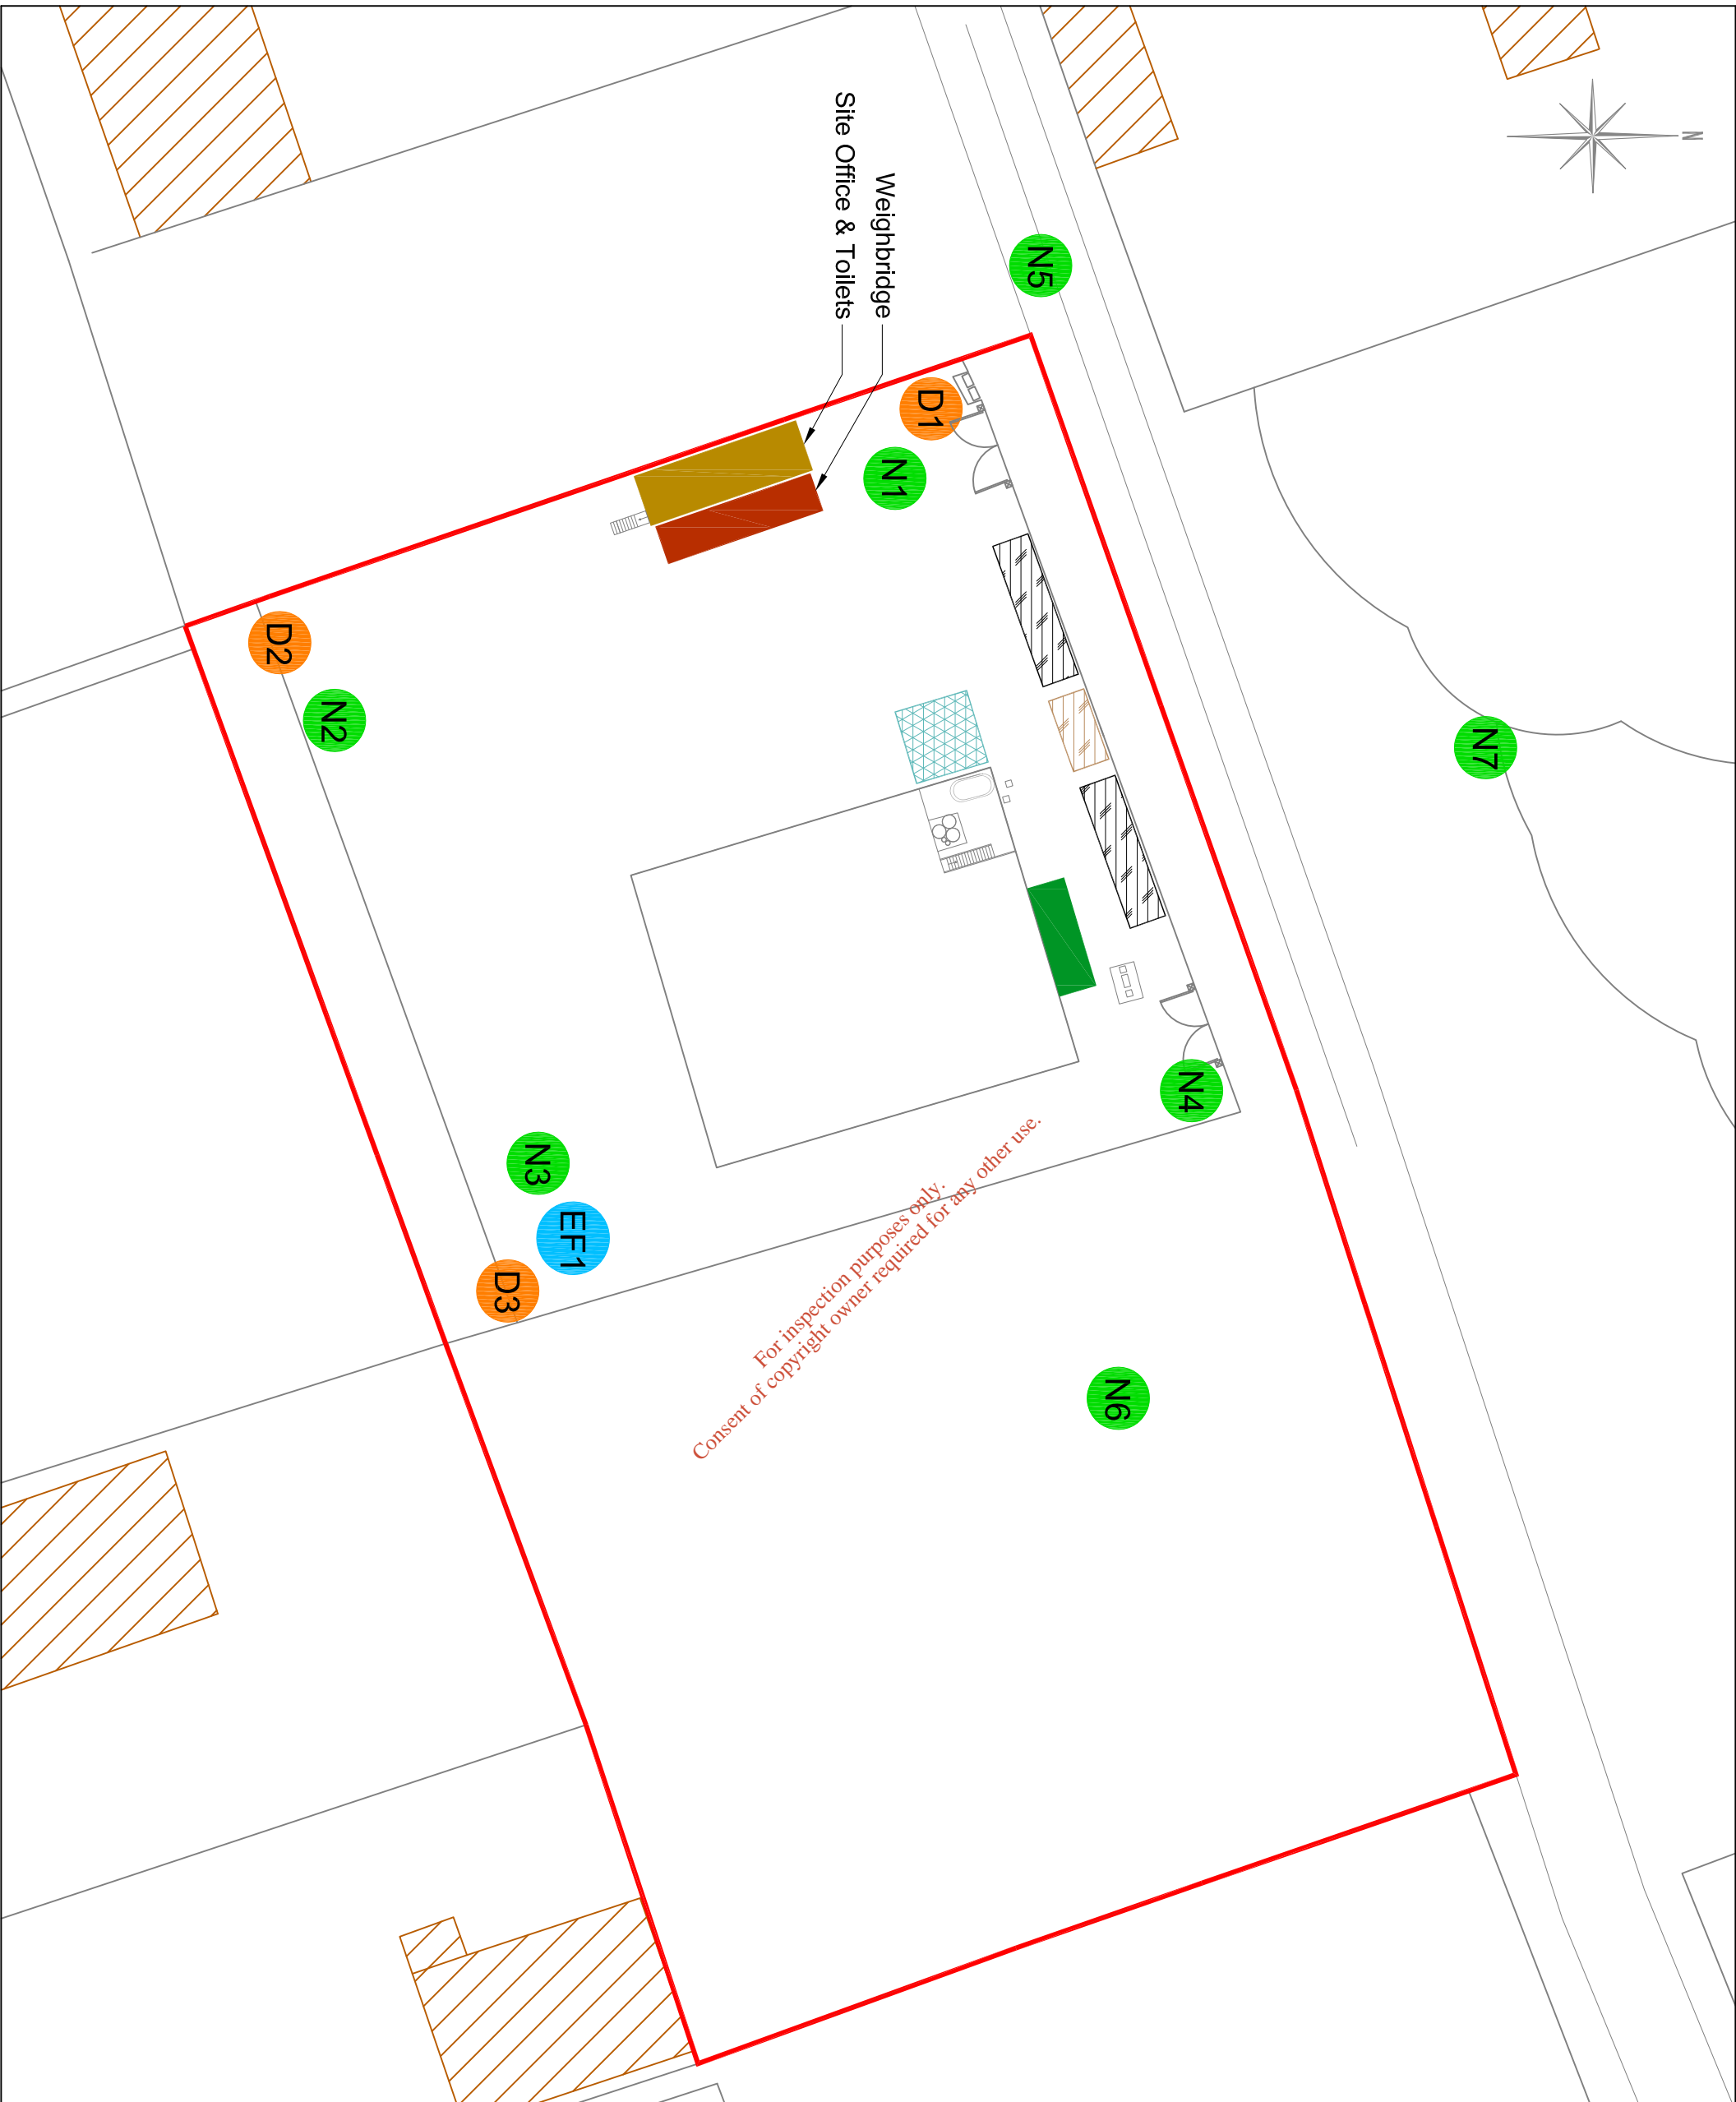 N
Weighbridge
Site Office & Toilets
N5
D1
N1
D2
N2
N7
N4
N3
EF1
D3
N6
For inspection purposes only.
Consent of copyright owner required for any other use.